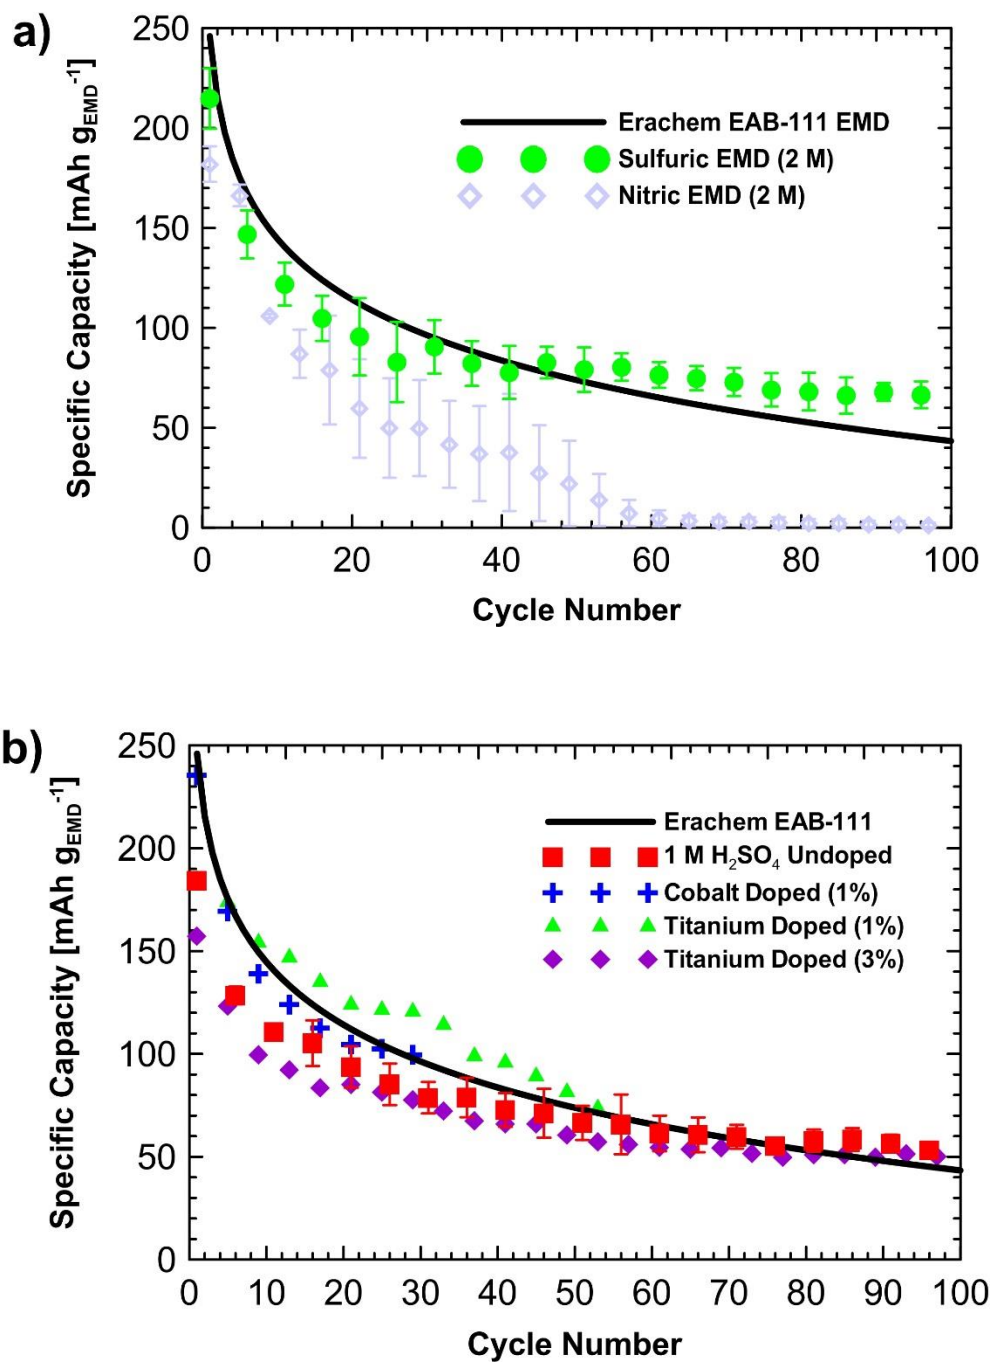 a)
Specific Capacity [mAh g_EMD^-1]
250
200
150
100
50
0
Erachem EAB-111 EMD
Sulfuric EMD (2 M)
Nitric EMD (2 M)
0 20 40 60 80 100
Cycle Number
b)
Specific Capacity [mAh g_EMD^-1]
250
200
150
100
50
0
Erachem EAB-111
1 M H₂SO₄ Undoped
Cobalt Doped (1%)
Titanium Doped (1%)
Titanium Doped (3%)
0 10 20 30 40 50 60 70 80 90 100
Cycle Number